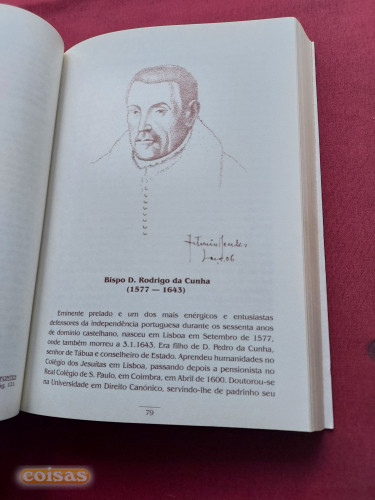 Bispo D. Rodrigo da Cunha
(1577 — 1643)
Eminente prelado e um dos mais enérgicos e entusiastas
defensores da independência portuguesa durante os sessenta anos
de domínio castelhano, nasceu em Lisboa em Setembro de 1577,
onde também morreu a 3.1.1643. Era filho de D. Pedro da Cunha,
senhor de Tábua e conselheiro de Estado. Aprendeu humanidades no
Colégio dos Jesuítas em Lisboa, passando depois a pensionista no
Real Colégio de S. Paulo, em Coimbra, em Abril de 1600. Doutorou-se
na Universidade em Direito Canónico, servindo-lhe de padrinho seu
79
coisas